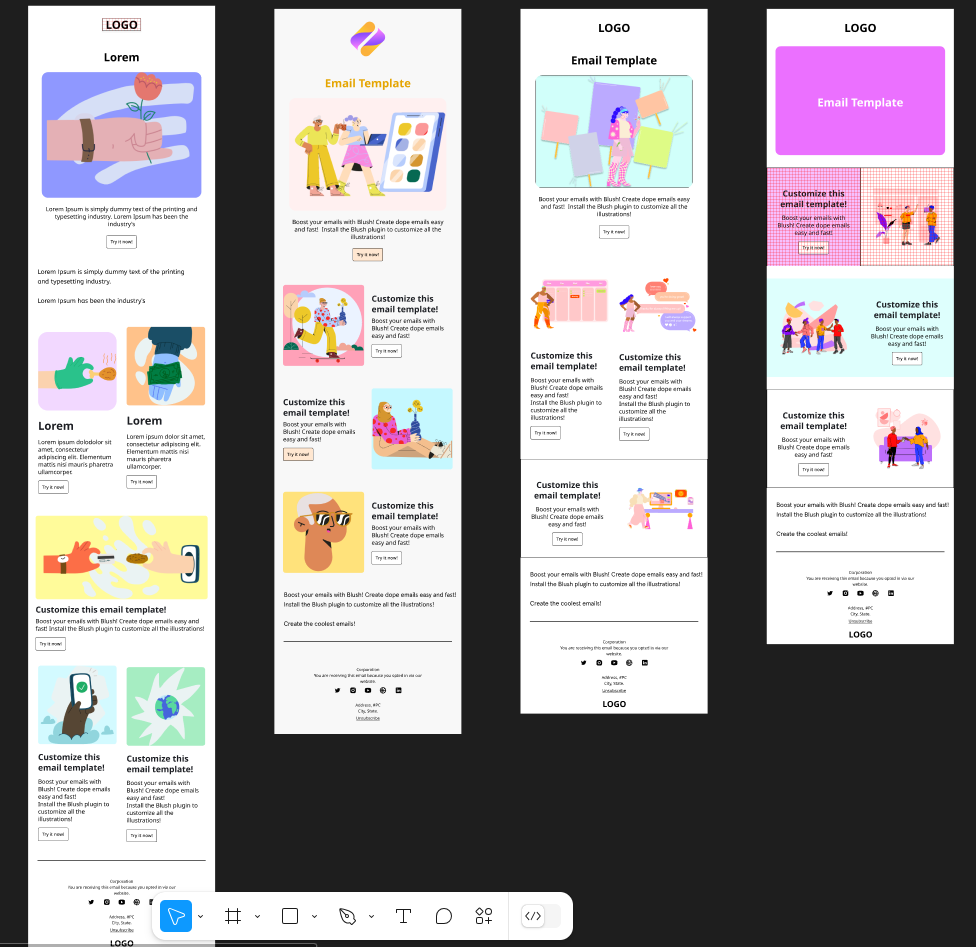 LOGO
Lorem
Lorem Ipsum is simply dummy text of the printing and
typesetting industry. Lorem Ipsum has been the
industry's
Try it now!
Lorem Ipsum is simply dummy text of the printing
and typesetting industry.
Lorem Ipsum has been the industry's
Lorem
Lorem ipsum dolodolor sit
amet, consectetur
adipiscing elit. Elementum
mattis nisi mauris pharetra
ullamcorper.
Try it now!
Lorem
Lorem ipsum dolor sit amet,
consectetur adipiscing elit.
Elementum mattis nisi
mauris pharetra
ullamcorper.
Try it now!
Customize this email template!
Boost your emails with Blush! Create dope emails easy and
fast! Install the Blush plugin to customize all the illustrations!
Try it now!
Customize this
email template!
Boost your emails with
Blush! Create dope emails
easy and fast!
Install the Blush plugin to
customize all the
illustrations!
Try it now!
Customize this
email template!
Boost your emails with
Blush! Create dope emails
easy and fast!
Install the Blush plugin to
customize all the
illustrations!
Try it now!
Corporation
You are receiving this email because you opted in via our
website.
Address, #PC
City, State.
Unsubscribe
LOGO
Email Template
Boost your emails with Blush! Create dope emails easy
and fast! Install the Blush plugin to customize all the
illustrations!
Try it now!
Customize this
email template!
Boost your emails with
Blush! Create dope emails
easy and fast!
Try it now!
Customize this
email template!
Boost your emails with
Blush! Create dope emails
easy and fast!
Try it now!
Customize this
email template!
Boost your emails with
Blush! Create dope emails
easy and fast!
Try it now!
Boost your emails with Blush! Create dope emails easy and fast!
Install the Blush plugin to customize all the illustrations!
Create the coolest emails!
Corporation
You are receiving this email because you opted in via our
website.
Address, #PC
City, State.
Unsubscribe
LOGO
Email Template
Boost your emails with Blush! Create dope emails easy
and fast! Install the Blush plugin to customize all the
illustrations!
Try it now!
Customize this
email template!
Boost your emails with
Blush! Create dope emails
easy and fast!
Install the Blush plugin to
customize all the
illustrations!
Try it now!
Customize this
email template!
Boost your emails with
Blush! Create dope emails
easy and fast!
Install the Blush plugin to
customize all the
illustrations!
Try it now!
Customize this
email template!
Boost your emails with
Blush! Create dope emails
easy and fast!
Try it now!
Boost your emails with Blush! Create dope emails easy and fast!
Install the Blush plugin to customize all the illustrations!
Create the coolest emails!
Corporation
You are receiving this email because you opted in via our
website.
Address, #PC
City, State.
Unsubscribe
LOGO
LOGO
Email Template
Customize this
email template!
Boost your emails with
Blush! Create dope emails
easy and fast!
Try it now!
Customize this
email template!
Boost your emails with
Blush! Create dope emails
easy and fast!
Try it now!
Customize this
email template!
Boost your emails with
Blush! Create dope emails
easy and fast!
Try it now!
Boost your emails with Blush! Create dope emails easy and fast!
Install the Blush plugin to customize all the illustrations!
Create the coolest emails!
Corporation
You are receiving this email because you opted in via our
website.
Address, #PC
City, State.
Unsubscribe
LOGO